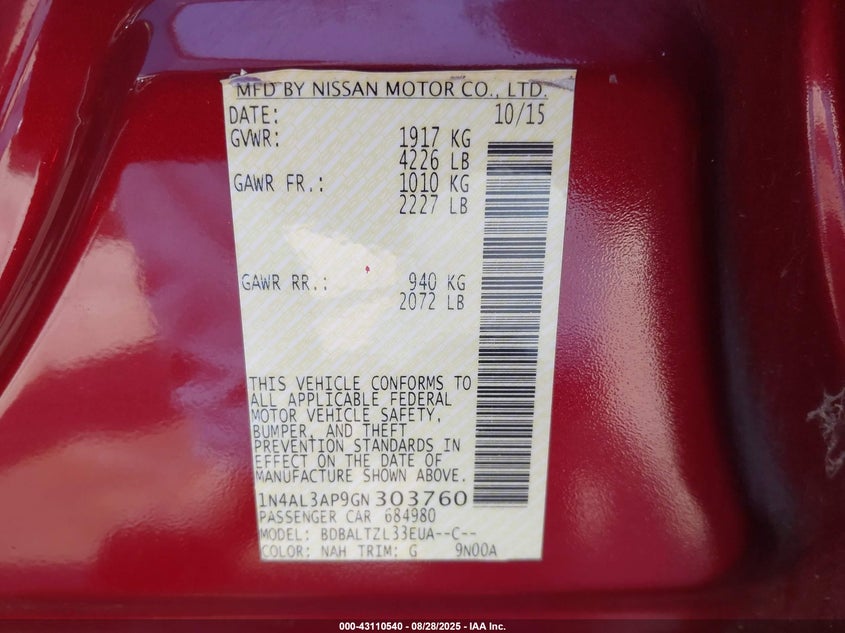 MFD BY NISSAN MOTOR CO., LTD.
DATE: 10/15
GVWR: 1917 KG
4226 LB
GAWR FR.: 1010 KG
2227 LB
GAWR RR.: 940 KG
2072 LB
THIS VEHICLE CONFORMS TO
ALL APPLICABLE FEDERAL
MOTOR VEHICLE SAFETY,
BUMPER, AND THEFT
PREVENTION STANDARDS IN
EFFECT ON THE DATE OF
MANUFACTURE SHOWN ABOVE.
1N4AL3AP9GN303760
PASSENGER CAR 684980
MODEL: BDBALTZL33EUA--C--
COLOR: NAH TRIM: G 9N00A
000-43110540 - 08/28/2025 - IAA Inc.